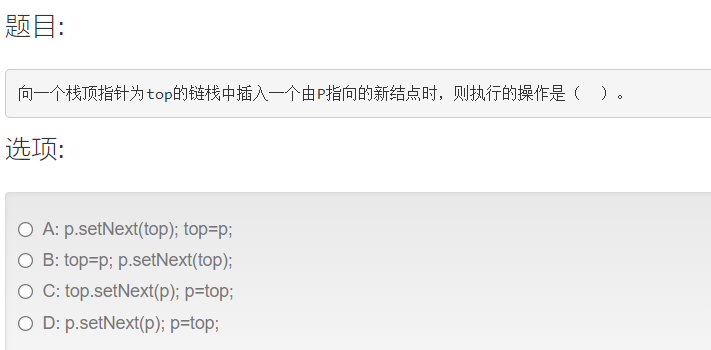 题目:
向一个栈顶指针为top的链栈中插入一个由P指向的新结点时，则执行的操作是（  ）。
选项:
A: p.setNext(top); top=p;
B: top=p; p.setNext(top);
C: top.setNext(p); p=top;
D: p.setNext(p); p=top;